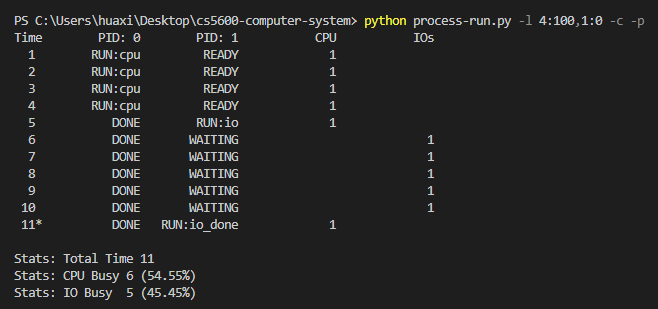 PS C:\Users\huaxi\Desktop\cs5600-computer-system> python process-run.py -l 4:100,1:0 -c -p
Time        PID: 0        PID: 1           CPU           IOs
  1        RUN:cpu         READY             1
  2        RUN:cpu         READY             1
  3        RUN:cpu         READY             1
  4        RUN:cpu         READY             1
  5           DONE        RUN:io             1
  6           DONE       WAITING                           1
  7           DONE       WAITING                           1
  8           DONE       WAITING                           1
  9           DONE       WAITING                           1
 10           DONE       WAITING                           1
 11*          DONE   RUN:io_done             1
Stats: Total Time 11
Stats: CPU Busy 6 (54.55%)
Stats: IO Busy  5 (45.45%)